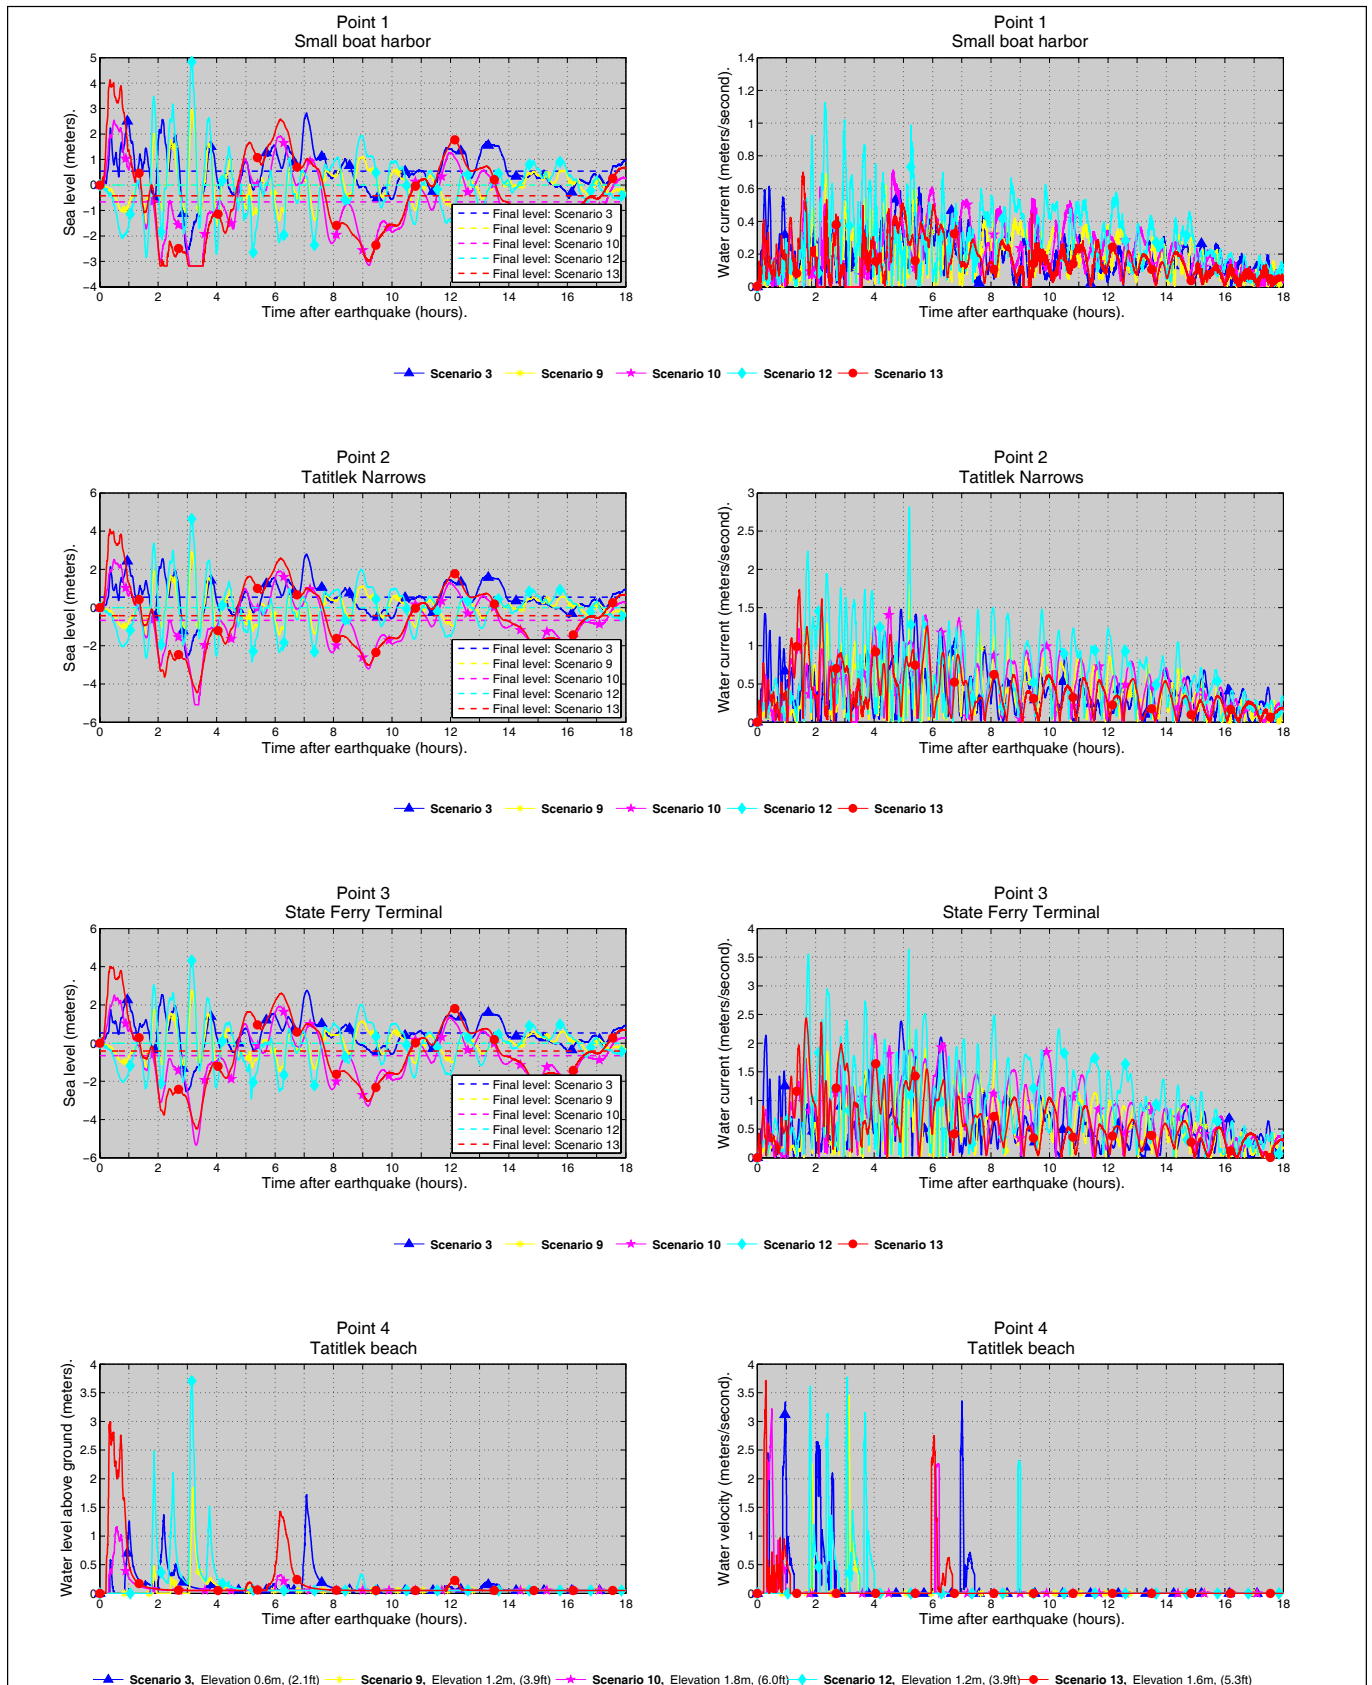 Point 1
Small boat harbor
Sea level (meters).
5
4
3
2
1
0
−1
−2
−3
−4
Final level: Scenario 3
Final level: Scenario 9
Final level: Scenario 10
Final level: Scenario 12
Final level: Scenario 13
0 2 4 6 8 10 12 14 16 18
Time after earthquake (hours).
Point 1
Small boat harbor
Water current (meters/second).
1.4
1.2
1
0.8
0.6
0.4
0.2
0
0 2 4 6 8 10 12 14 16 18
Time after earthquake (hours).
Scenario 3 Scenario 9 Scenario 10 Scenario 12 Scenario 13
Point 2
Tatitlek Narrows
Sea level (meters).
6
4
2
0
−2
−4
−6
Final level: Scenario 3
Final level: Scenario 9
Final level: Scenario 10
Final level: Scenario 12
Final level: Scenario 13
0 2 4 6 8 10 12 14 16 18
Time after earthquake (hours).
Point 2
Tatitlek Narrows
Water current (meters/second).
3
2.5
2
1.5
1
0.5
0
0 2 4 6 8 10 12 14 16 18
Time after earthquake (hours).
Scenario 3 Scenario 9 Scenario 10 Scenario 12 Scenario 13
Point 3
State Ferry Terminal
Sea level (meters).
6
4
2
0
−2
−4
−6
Final level: Scenario 3
Final level: Scenario 9
Final level: Scenario 10
Final level: Scenario 12
Final level: Scenario 13
0 2 4 6 8 10 12 14 16 18
Time after earthquake (hours).
Point 3
State Ferry Terminal
Water current (meters/second).
4
3.5
3
2.5
2
1.5
1
0.5
0
0 2 4 6 8 10 12 14 16 18
Time after earthquake (hours).
Scenario 3 Scenario 9 Scenario 10 Scenario 12 Scenario 13
Point 4
Tatitlek beach
Water level above ground (meters).
4
3.5
3
2.5
2
1.5
1
0.5
0
0 2 4 6 8 10 12 14 16 18
Time after earthquake (hours).
Point 4
Tatitlek beach
Water velocity (meters/second).
4
3.5
3
2.5
2
1.5
1
0.5
0
0 2 4 6 8 10 12 14 16 18
Time after earthquake (hours).
Scenario 3, Elevation 0.6m, (2.1ft) Scenario 9, Elevation 1.2m, (3.9ft) Scenario 10, Elevation 1.8m, (6.0ft) Scenario 12, Elevation 1.2m, (3.9ft) Scenario 13, Elevation 1.6m, (5.3ft)